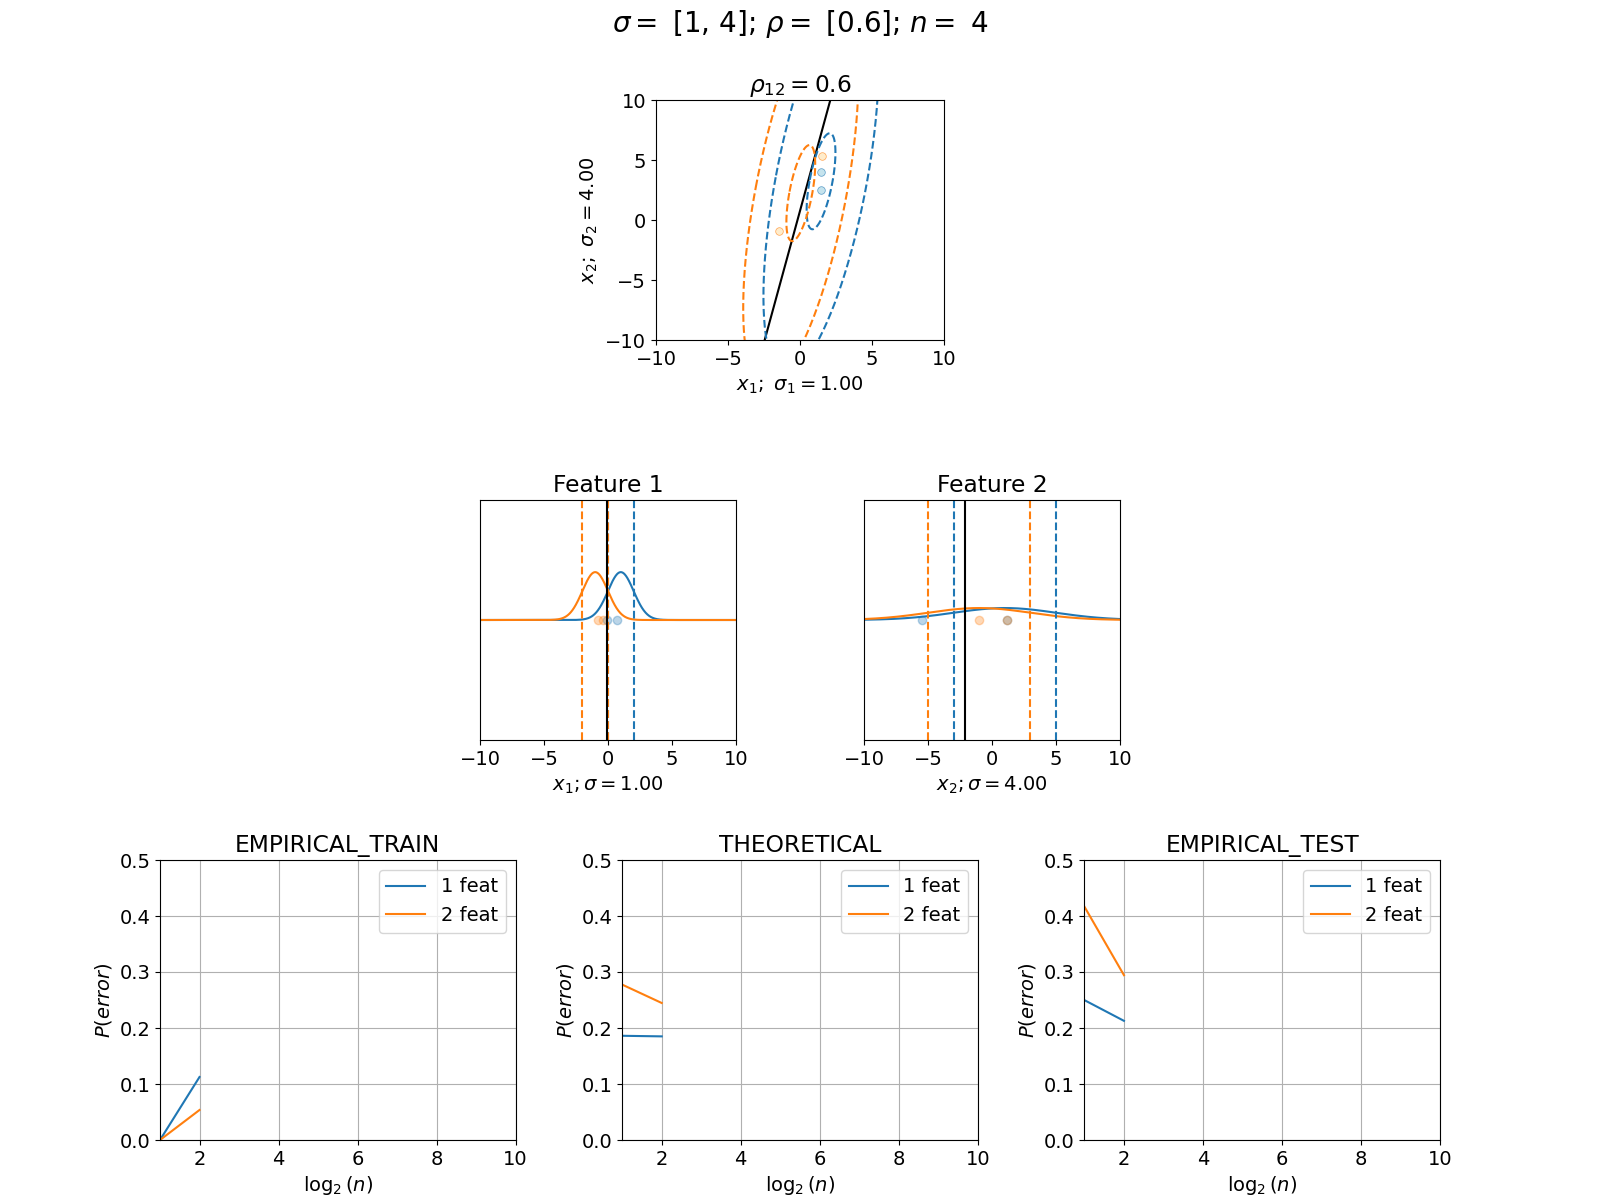 σ = [1, 4]; ρ = [0.6]; n = 4
ρ₁₂ = 0.6
10
5
0
−5
−10
x₂; σ₂ = 4.00
−10 −5 0 5 10
x₁; σ₁ = 1.00
Feature 1
−10 −5 0 5 10
x₁; σ = 1.00
Feature 2
−10 −5 0 5 10
x₂; σ = 4.00
EMPIRICAL_TRAIN
1 feat
2 feat
0.5
0.4
0.3
0.2
0.1
0.0
P(error)
2 4 6 8 10
log₂ (n)
THEORETICAL
1 feat
2 feat
0.5
0.4
0.3
0.2
0.1
0.0
P(error)
2 4 6 8 10
log₂ (n)
EMPIRICAL_TEST
1 feat
2 feat
0.5
0.4
0.3
0.2
0.1
0.0
P(error)
2 4 6 8 10
log₂ (n)